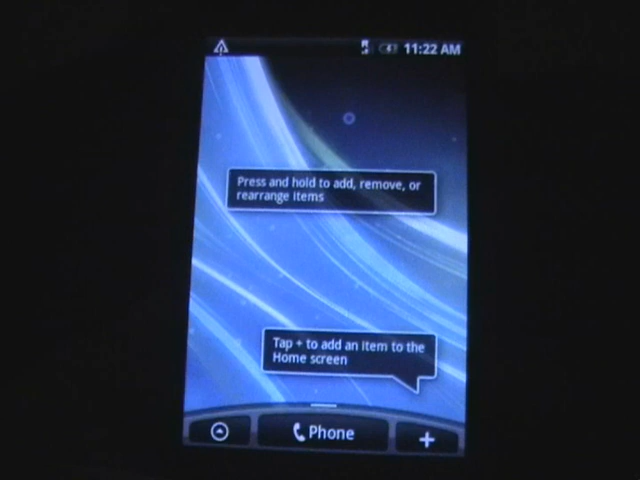 11:22 AM
Press and hold to add, remove, or
rearrange items
Tap + to add an item to the
Home screen
Phone
+